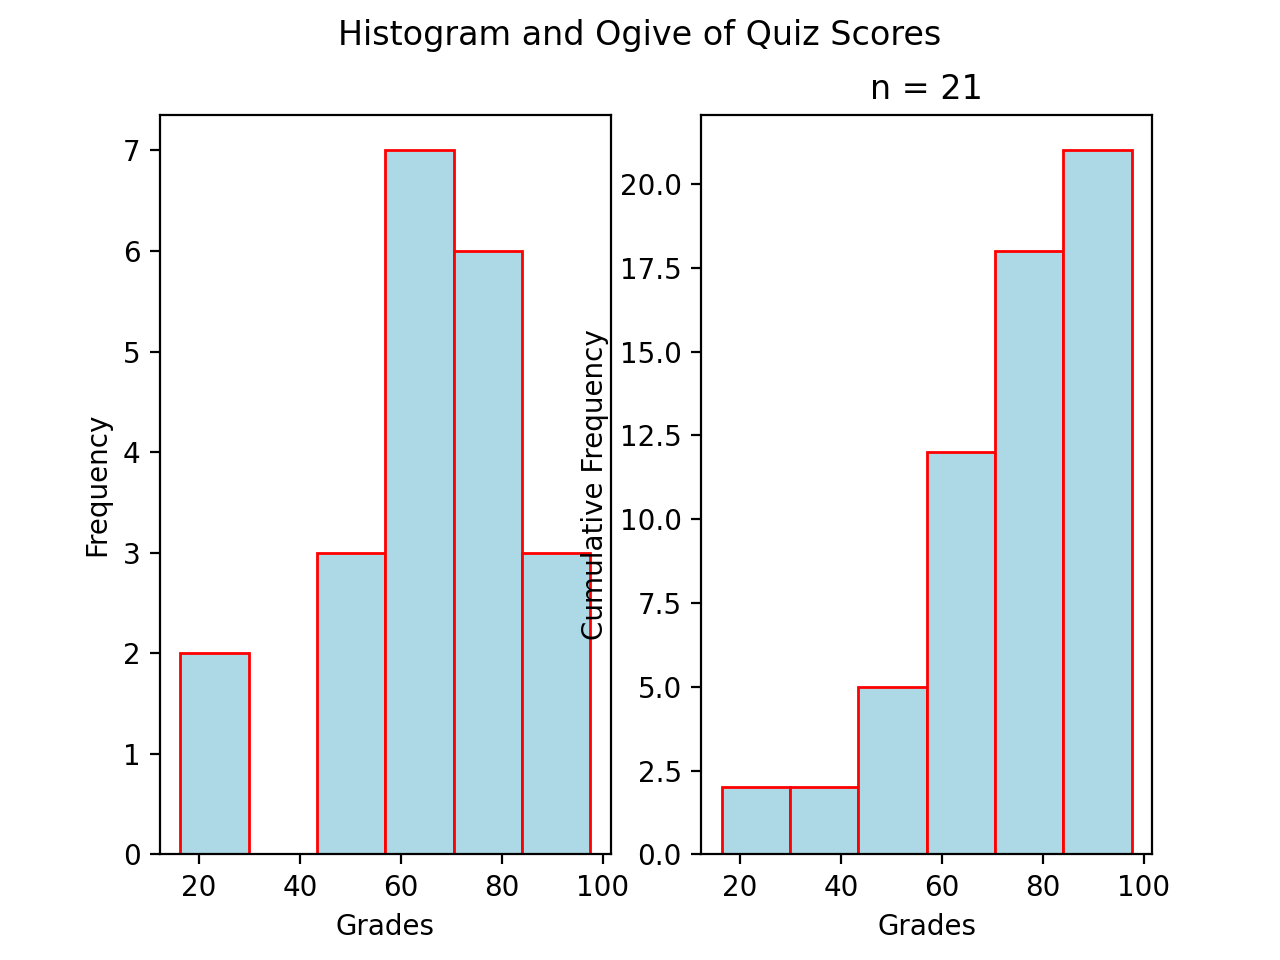 Histogram and Ogive of Quiz Scores
7
6
5
4
3
2
1
0
Frequency
20 40 60 80 100
Grades
n = 21
20.0
17.5
15.0
12.5
10.0
7.5
5.0
2.5
0.0
Cumulative Frequency
20 40 60 80 100
Grades